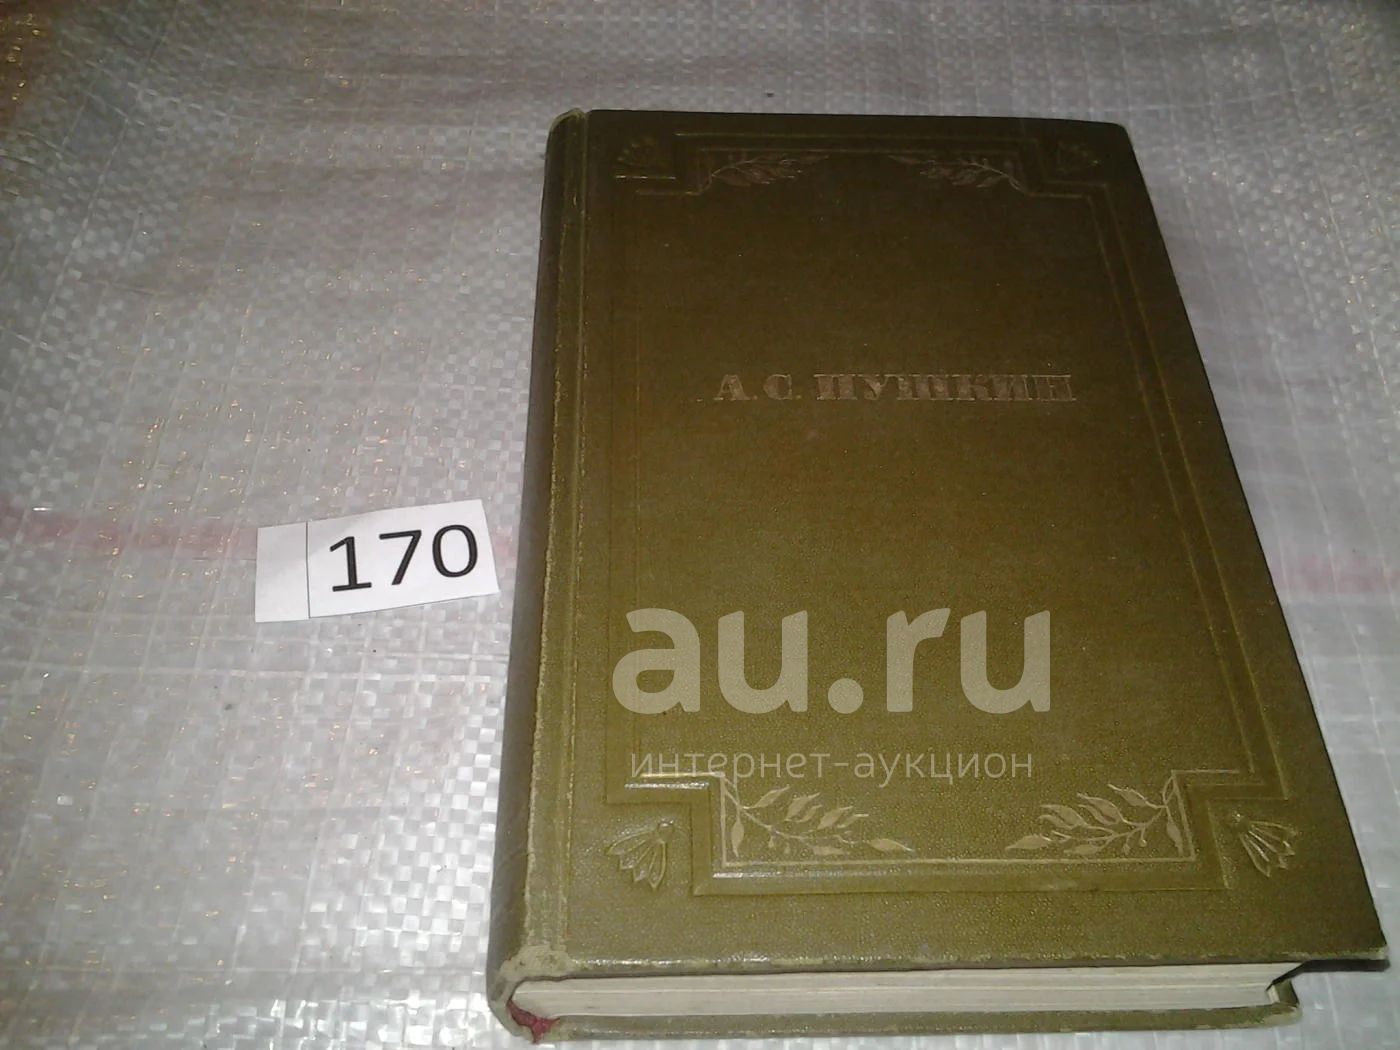 А. С. ПУШКИН
170
au.ru
интернет-аукцион